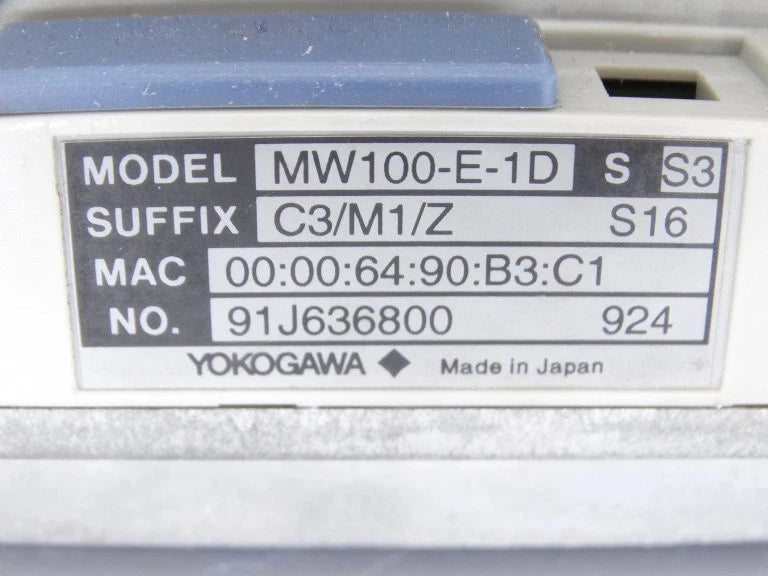 MODEL MW100-E-1D S S3
SUFFIX C3/M1/Z S16
MAC 00:00:64:90:B3:C1
NO. 91J636800 924
YOKOGAWA Made in Japan